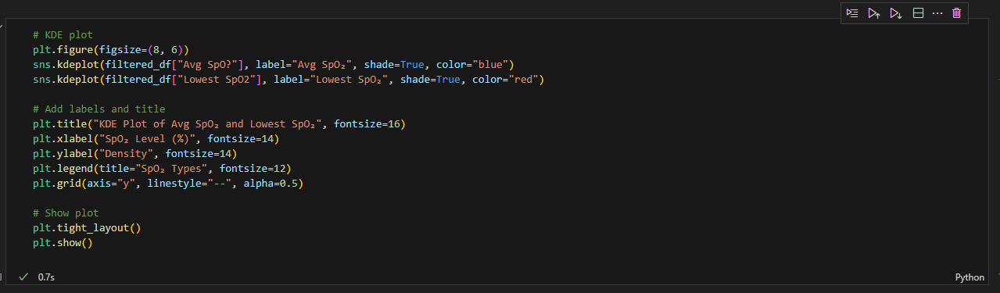 # KDE plot
plt.figure(figsize=(8, 6))
sns.kdeplot(filtered_df["Avg SpO?"], label="Avg SpO₂", shade=True, color="blue")
sns.kdeplot(filtered_df["Lowest SpO2"], label="Lowest SpO₂", shade=True, color="red")
# Add labels and title
plt.title("KDE Plot of Avg SpO₂ and Lowest SpO₂", fontsize=16)
plt.xlabel("SpO₂ Level (%)", fontsize=14)
plt.ylabel("Density", fontsize=14)
plt.legend(title="SpO₂ Types", fontsize=12)
plt.grid(axis="y", linestyle="--", alpha=0.5)
# Show plot
plt.tight_layout()
plt.show()
0.7s
Python